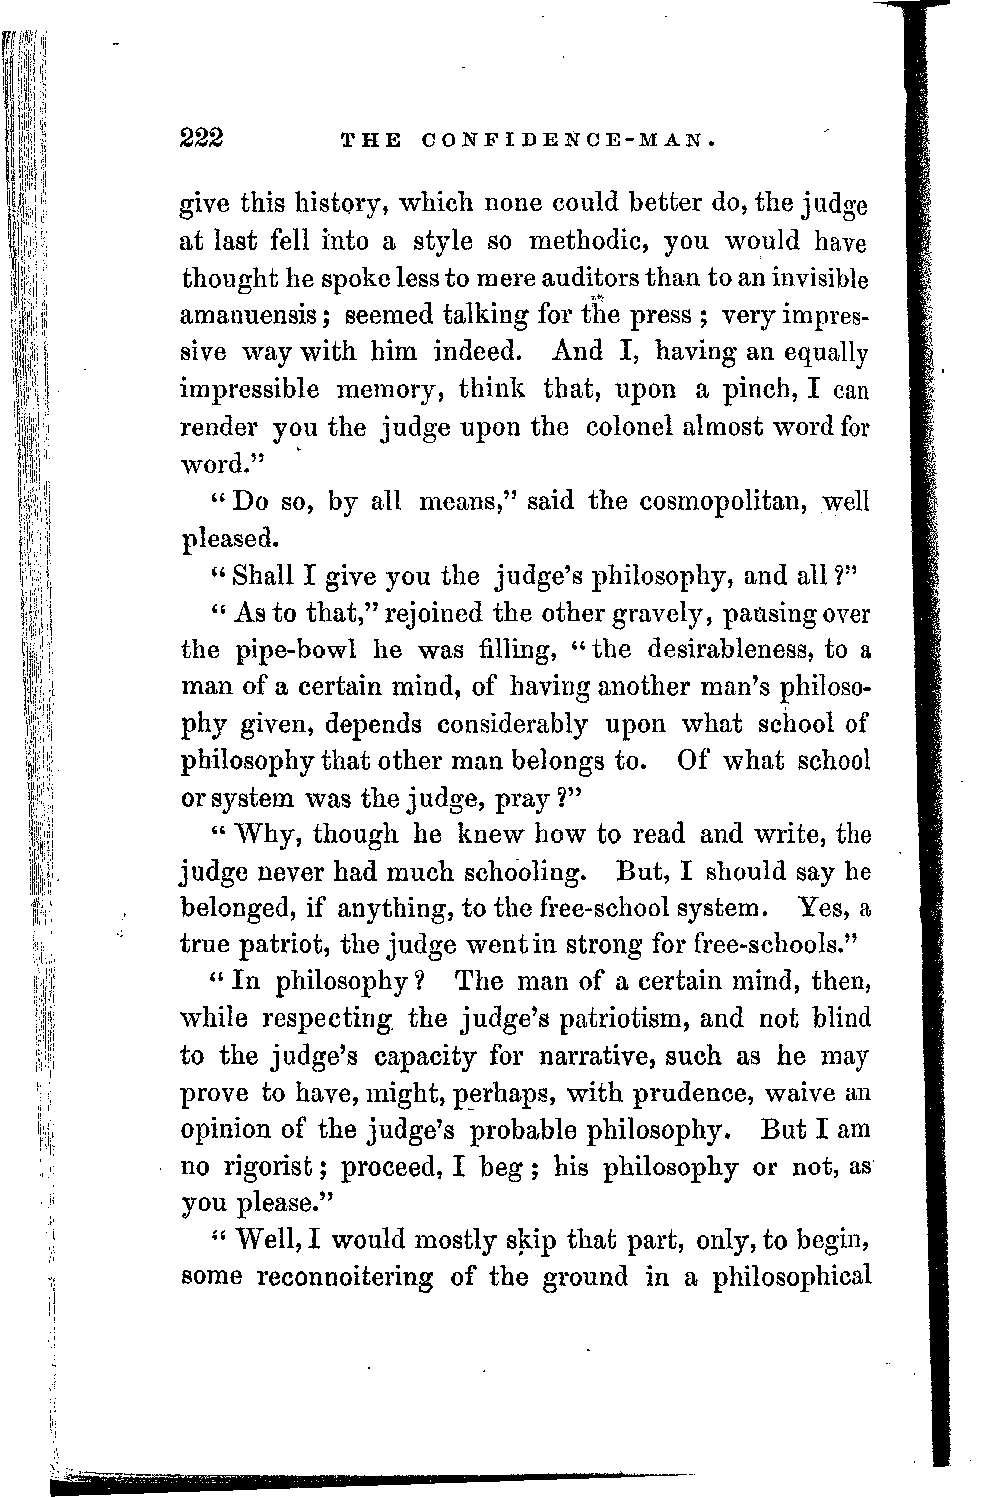 222 THE CONFIDENCE-MAN.
give this history, which none could better do, the judge
at last fell into a style so methodic, you would have
thought he spoke less to mere auditors than to an invisible
amanuensis; seemed talking for the press; very impres-
sive way with him indeed. And I, having an equally
impressible memory, think that, upon a pinch, I can
render you the judge upon the colonel almost word for
word."
"Do so, by all means," said the cosmopolitan, well
pleased.
"Shall I give you the judge's philosophy, and all?"
"As to that," rejoined the other gravely, pausing over
the pipe-bowl he was filling, "the desirableness, to a
man of a certain mind, of having another man's philoso-
phy given, depends considerably upon what school of
philosophy that other man belongs to. Of what school
or system was the judge, pray?"
"Why, though he knew how to read and write, the
judge never had much schooling. But, I should say he
belonged, if anything, to the free-school system. Yes, a
true patriot, the judge went in strong for free-schools."
"In philosophy? The man of a certain mind, then,
while respecting the judge's patriotism, and not blind
to the judge's capacity for narrative, such as he may
prove to have, might, perhaps, with prudence, waive an
opinion of the judge's probable philosophy. But I am
no rigorist; proceed, I beg; his philosophy or not, as
you please."
"Well, I would mostly skip that part, only, to begin,
some reconnoitering of the ground in a philosophical